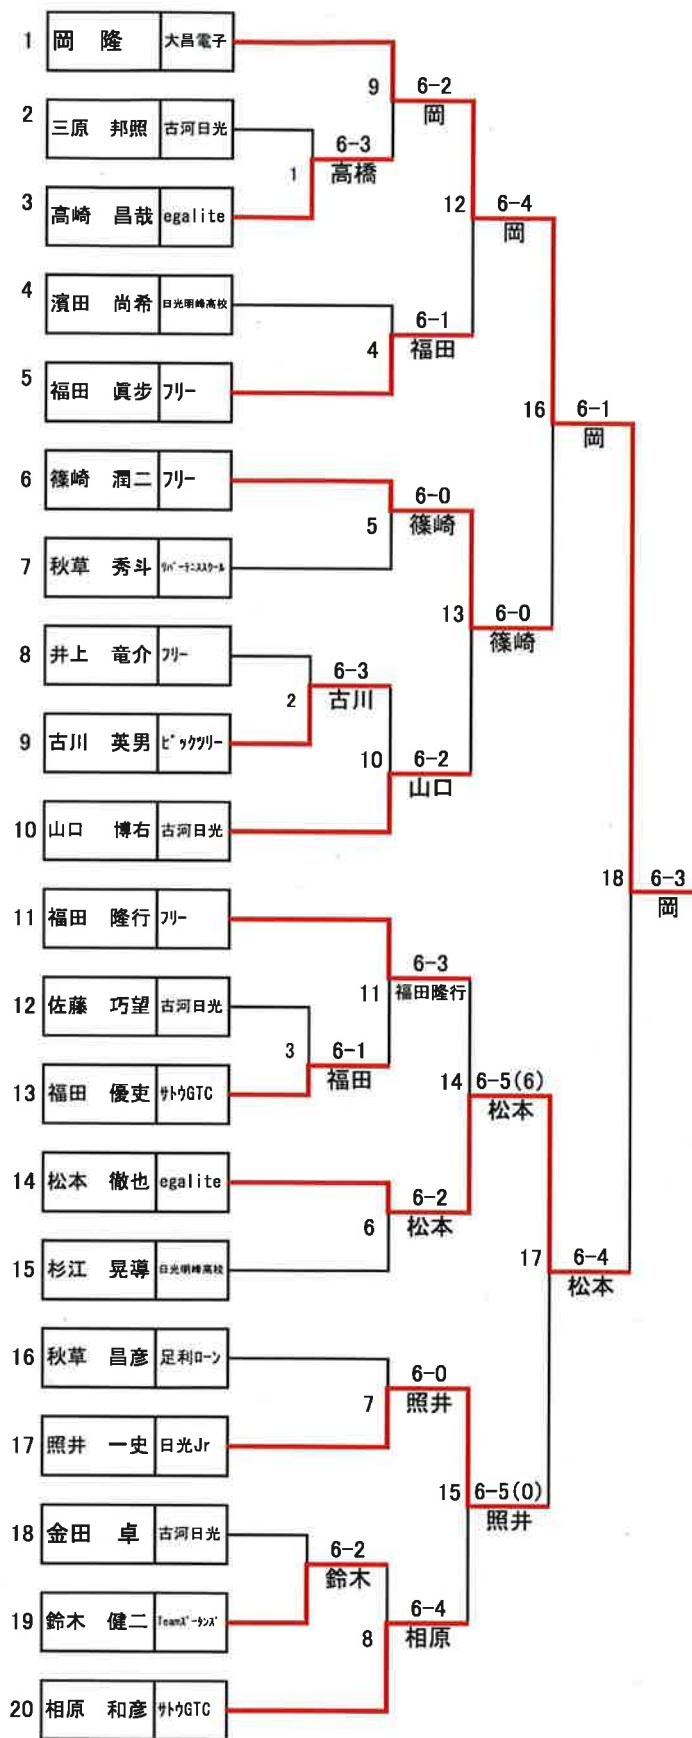 1 岡 隆 大昌電子
9 6-2
岡
2 三原 邦照 古河日光
1 6-3
高橋
3 高崎 昌哉 egalite
12 6-4
岡
4 濱田 尚希 日光明峰高校
4 6-1
福田
5 福田 眞歩 フリー
16 6-1
岡
6 篠崎 潤二 フリー
5 6-0
篠崎
7 秋草 秀斗 リバーテニススクール
13 6-0
篠崎
8 井上 竜介 フリー
2 6-3
古川
9 古川 英男 ビックツリー
10 6-2
山口
10 山口 博右 古河日光
18 6-3
岡
11 福田 隆行 フリー
11 6-3
福田隆行
12 佐藤 巧望 古河日光
3 6-1
福田
13 福田 優吏 サトウGTC
14 6-5(6)
松本
14 松本 徹也 egalite
6 6-2
松本
15 杉江 晃導 日光明峰高校
17 6-4
松本
16 秋草 昌彦 足利ローン
7 6-0
照井
17 照井 一史 日光Jr
15 6-5(0)
照井
18 金田 卓 古河日光
6-2
鈴木
19 鈴木 健二
8 6-4
相原
20 相原 和彦 サトウGTC